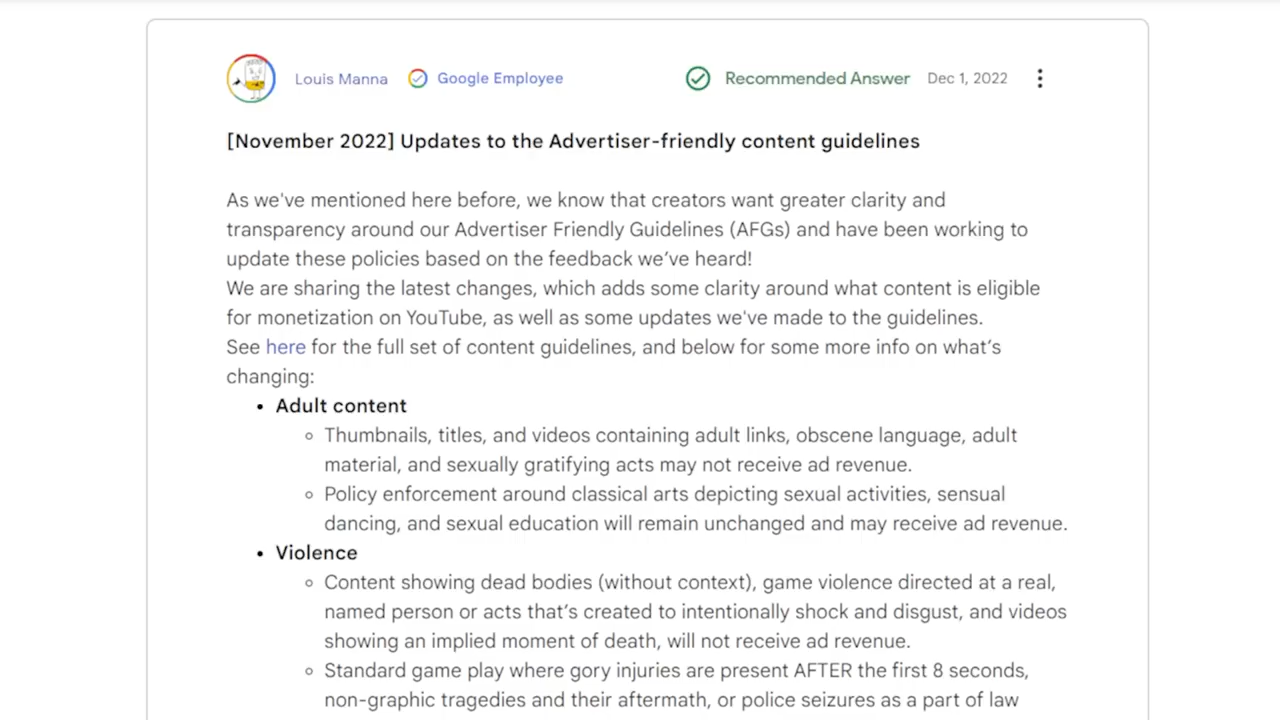 Louis Manna Google Employee Recommended Answer Dec 1, 2022
[November 2022] Updates to the Advertiser-friendly content guidelines
As we've mentioned here before, we know that creators want greater clarity and
transparency around our Advertiser Friendly Guidelines (AFGs) and have been working to
update these policies based on the feedback we’ve heard!
We are sharing the latest changes, which adds some clarity around what content is eligible
for monetization on YouTube, as well as some updates we've made to the guidelines.
See here for the full set of content guidelines, and below for some more info on what’s
changing:
• Adult content
◦ Thumbnails, titles, and videos containing adult links, obscene language, adult
material, and sexually gratifying acts may not receive ad revenue.
◦ Policy enforcement around classical arts depicting sexual activities, sensual
dancing, and sexual education will remain unchanged and may receive ad revenue.
• Violence
◦ Content showing dead bodies (without context), game violence directed at a real,
named person or acts that’s created to intentionally shock and disgust, and videos
showing an implied moment of death, will not receive ad revenue.
◦ Standard game play where gory injuries are present AFTER the first 8 seconds,
non-graphic tragedies and their aftermath, or police seizures as a part of law